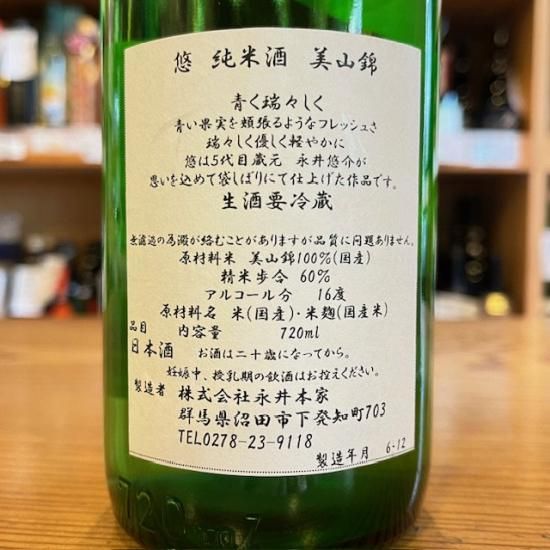 悠 純米酒 美山錦
青く瑞々しく
青い果実を頬張るようなフレッシュさ
瑞々しく優しく軽やかに
悠は5代目蔵元 永井悠介が
思いを込めて袋しぼりにて仕上げた作品です。
生酒要冷蔵
無濾過の為澱が絡むことがありますが品質に問題ありません。
原材料米 美山錦100%(国産)
精米歩合 60%
アルコール分 16度
原材料名 米(国産)・米麹(国産米)
品目 内容量 720ml
日本酒 お酒は二十歳になってから。
妊娠中、授乳期の飲酒はお控えください。
製造者 株式会社永井本家
群馬県沼田市下発知町703
TEL0278-23-9118
製造年月 6-12
720ml